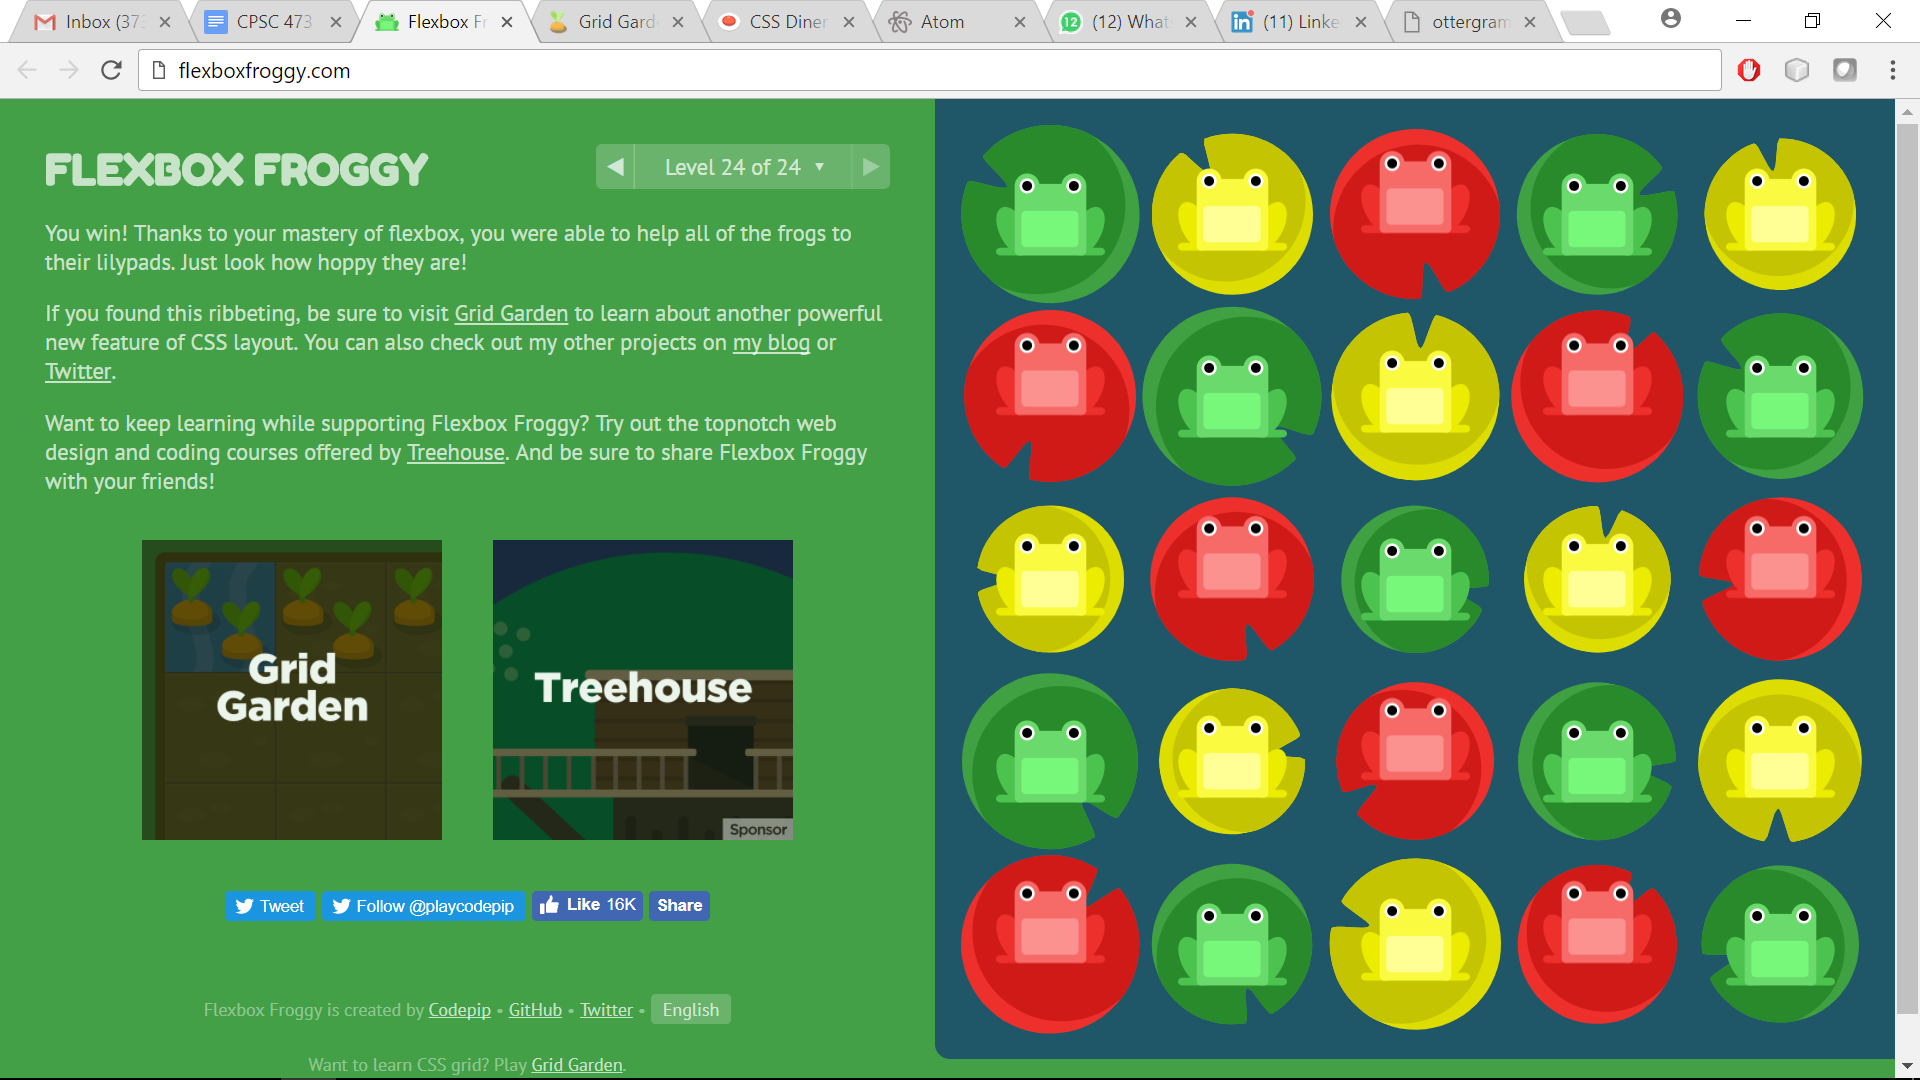 Inbox (373
CPSC 473
Flexbox Fr
Grid Gard
CSS Diner
Atom
(12) What
(11) Linke
ottergram
flexboxfroggy.com
FLEXBOX FROGGY
Level 24 of 24
You win! Thanks to your mastery of flexbox, you were able to help all of the frogs to
their lilypads. Just look how hoppy they are!
If you found this ribbeting, be sure to visit Grid Garden to learn about another powerful
new feature of CSS layout. You can also check out my other projects on my blog or
Twitter.
Want to keep learning while supporting Flexbox Froggy? Try out the topnotch web
design and coding courses offered by Treehouse. And be sure to share Flexbox Froggy
with your friends!
Grid
Garden
Treehouse
Sponsor
Tweet
Follow @playcodepip
Like 16K
Share
Flexbox Froggy is created by Codepip • GitHub • Twitter • English
Want to learn CSS grid? Play Grid Garden.